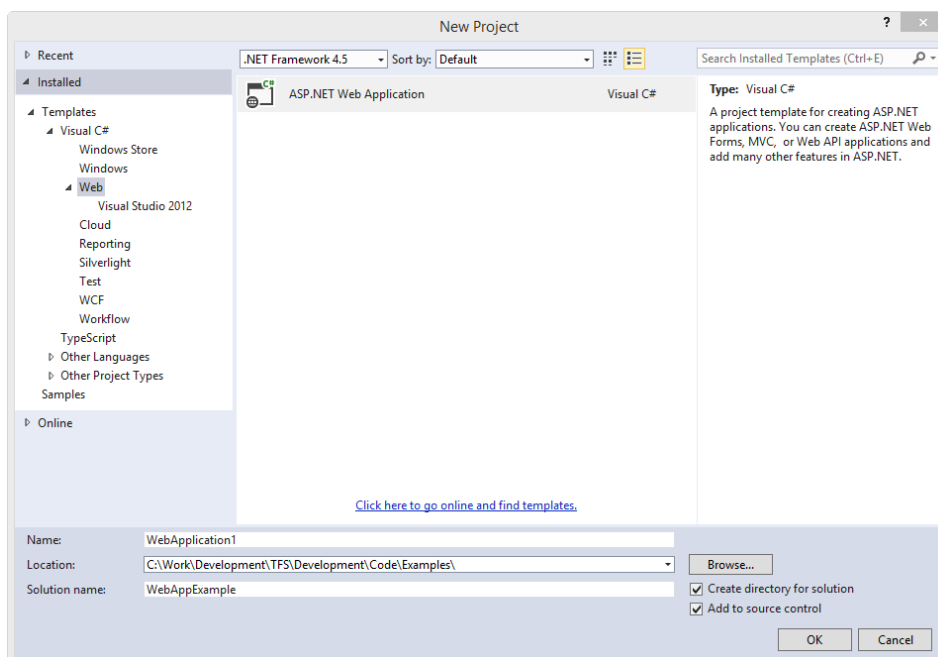 New Project
?
Recent
Installed
Templates
Visual C#
Windows Store
Windows
Web
Visual Studio 2012
Cloud
Reporting
Silverlight
Test
WCF
Workflow
TypeScript
Other Languages
Other Project Types
Samples
Online
.NET Framework 4.5 Sort by: Default
C#
ASP.NET Web Application Visual C#
Click here to go online and find templates.
Search Installed Templates (Ctrl+E)
Type: Visual C#
A project template for creating ASP.NET
applications. You can create ASP.NET Web
Forms, MVC, or Web API applications and
add many other features in ASP.NET.
Name: WebApplication1
Location: C:\Work\Development\TFS\Development\Code\Examples\ Browse...
Solution name: WebAppExample
Create directory for solution
Add to source control
OK Cancel